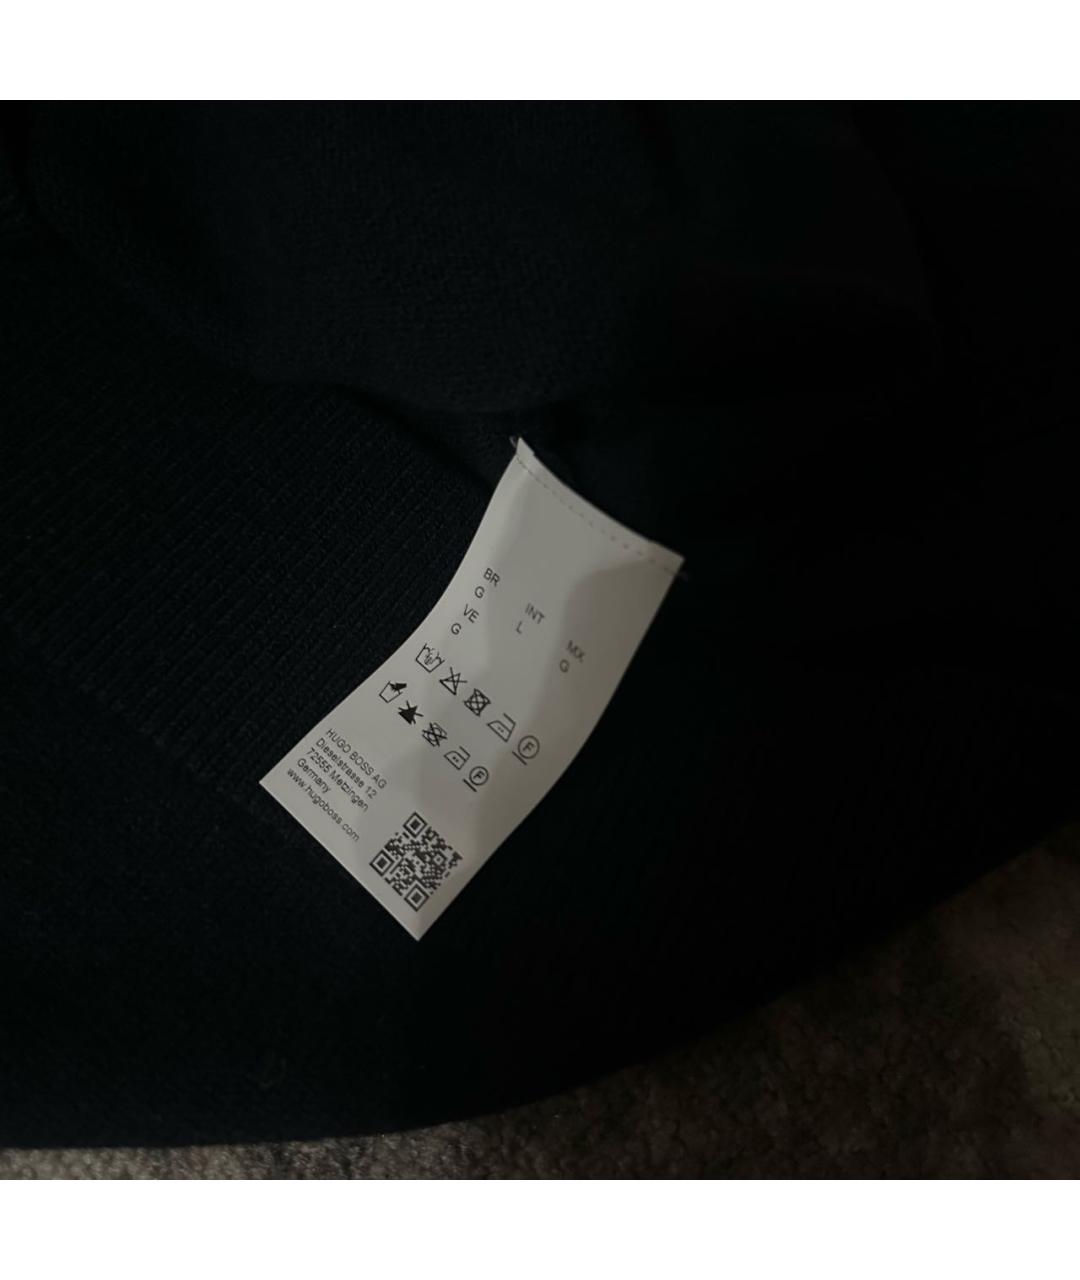 BR
G
VE
G
INT
L
MX
G
F
F
HUGO BOSS AG
Dieselstrasse 12
72555 Metzingen
Germany
www.hugoboss.com